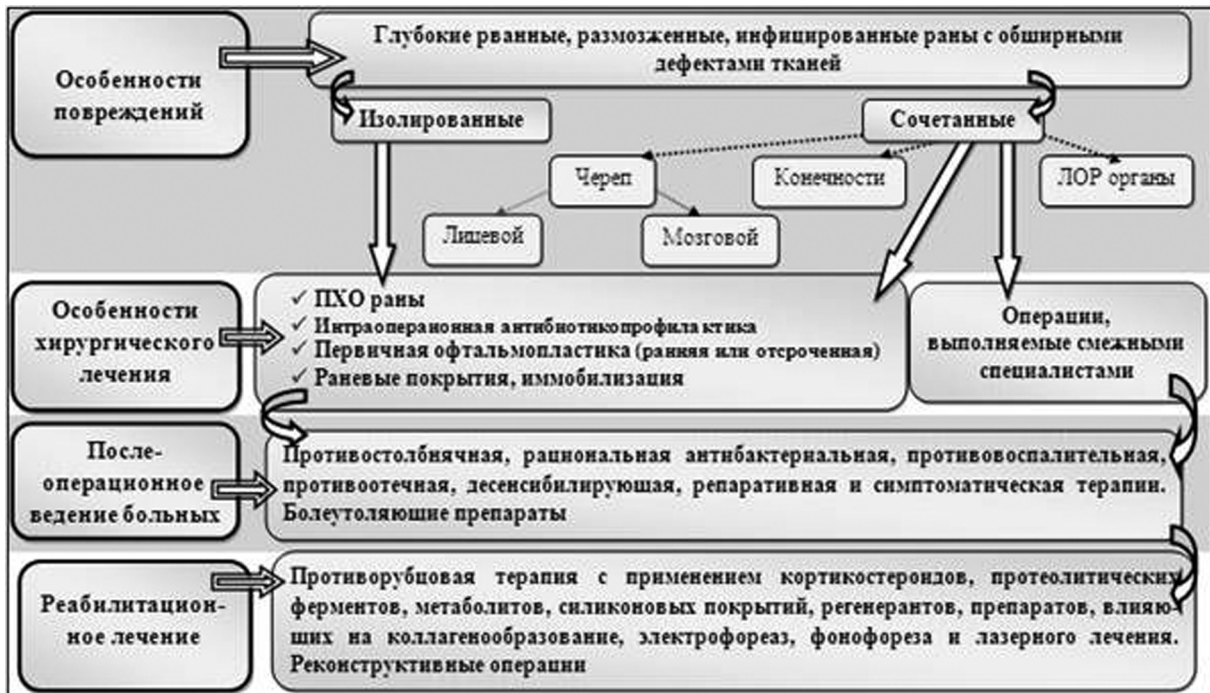 Особенности
повреждений
Глубокие рванные, размозженные, инфицированные раны с обширными
дефектами тканей
Изолированные
Сочетанные
Череп
Конечности
ЛОР органы
Лицевой
Мозговой
Особенности
хирургического
лечения
✓ ПХО раны
✓ Интраоперационная антибиотикопрофилактика
✓ Первичная офтальмопластика (ранняя или отсроченная)
✓ Раневые покрытия, иммобилизация
Операции,
выполняемые смежными
специалистами
После-
операционное
ведение больных
Противостолбнячная, рациональная антибактериальная, противовоспалительная,
противоотечная, десенсибилирующая, репаративная и симптоматическая терапии.
Болеутоляющие препараты
Реабилитацион-
ное лечение
Противорубцовая терапия с применением кортикостероидов, протеолитических
ферментов, метаболитов, силиконовых покрытий, регенерантов, препаратов, влияю-
щих на коллагенообразование, электрофореаз, фонофореза и лазерного лечения.
Реконструктивные операции